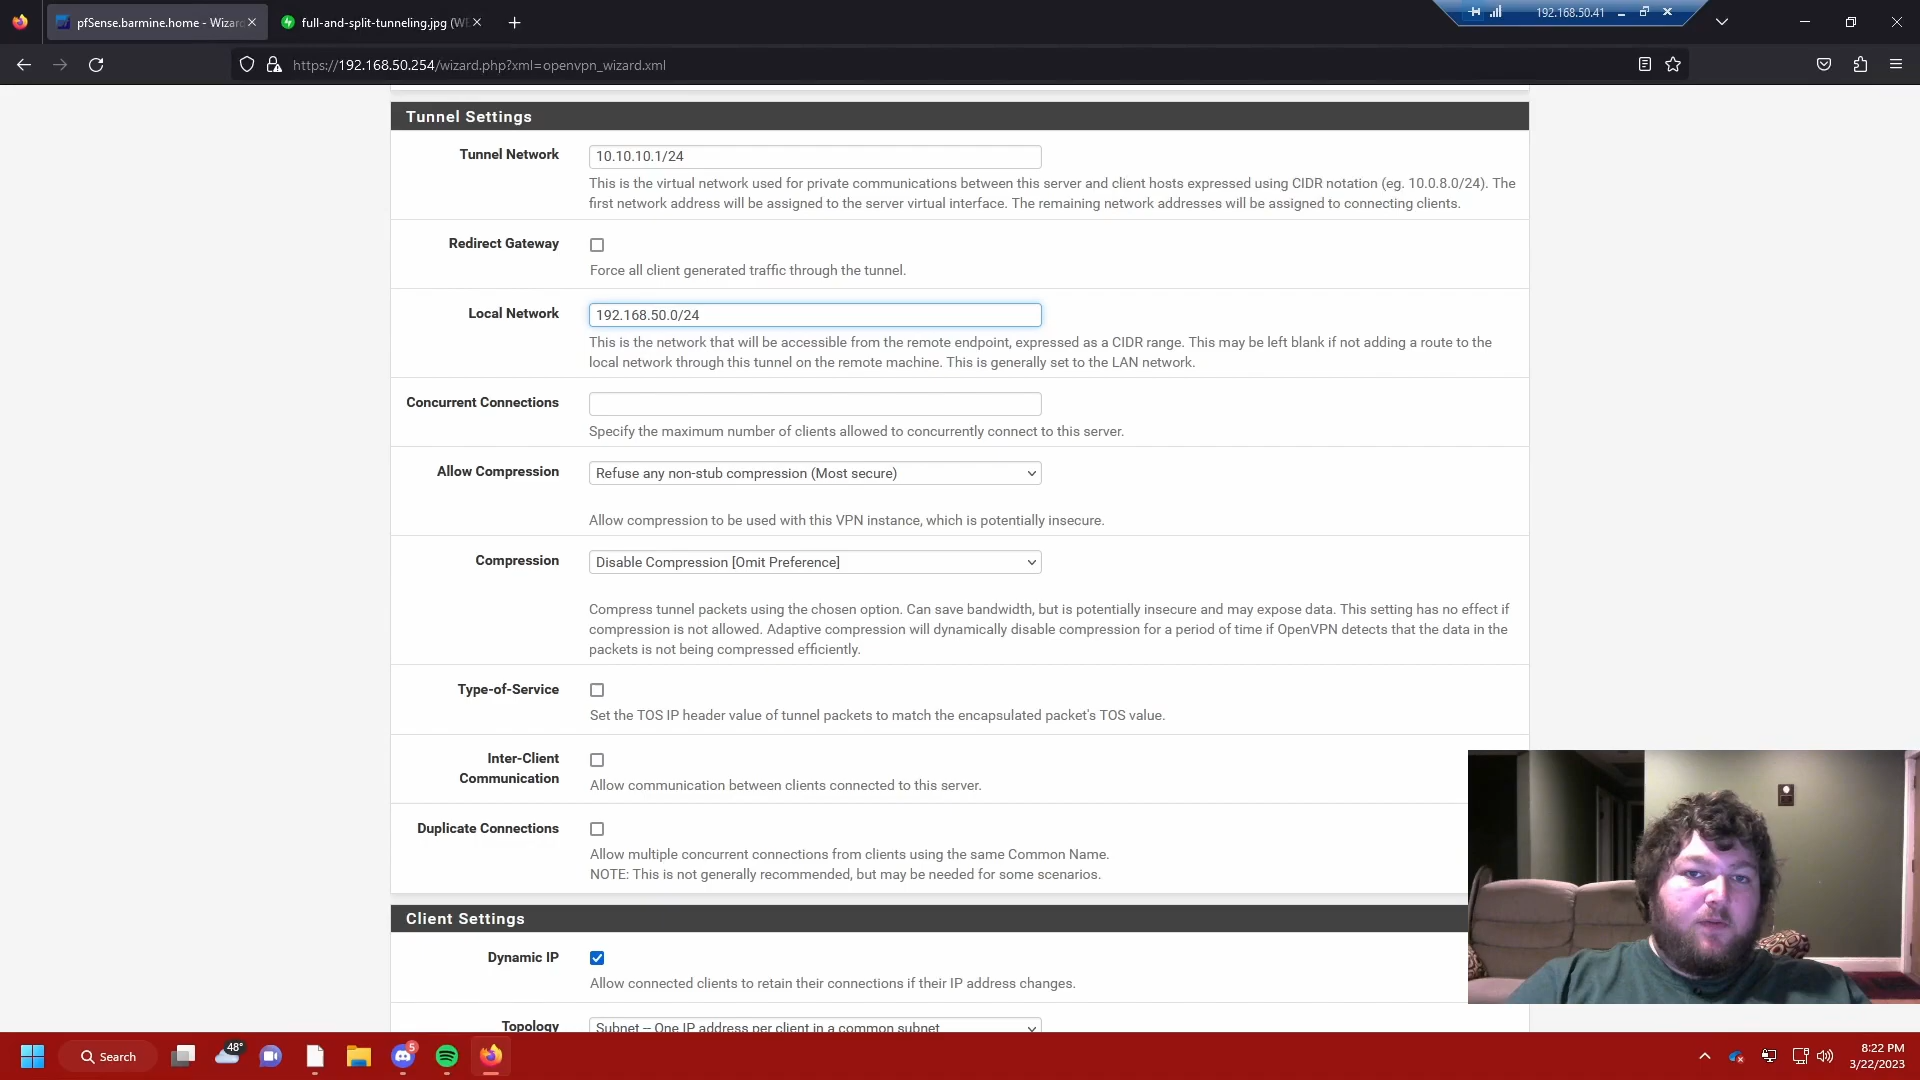 pfSense.barmine.home - Wizard
full-and-split-tunneling.jpg (WE
192.168.50.41
https://192.168.50.254/wizard.php?xml=openvpn_wizard.xml
Tunnel Settings
Tunnel Network
10.10.10.1/24
This is the virtual network used for private communications between this server and client hosts expressed using CIDR notation (eg. 10.0.8.0/24). The
first network address will be assigned to the server virtual interface. The remaining network addresses will be assigned to connecting clients.
Redirect Gateway
Force all client generated traffic through the tunnel.
Local Network
192.168.50.0/24
This is the network that will be accessible from the remote endpoint, expressed as a CIDR range. This may be left blank if not adding a route to the
local network through this tunnel on the remote machine. This is generally set to the LAN network.
Concurrent Connections
Specify the maximum number of clients allowed to concurrently connect to this server.
Allow Compression
Refuse any non-stub compression (Most secure)
Allow compression to be used with this VPN instance, which is potentially insecure.
Compression
Disable Compression [Omit Preference]
Compress tunnel packets using the chosen option. Can save bandwidth, but is potentially insecure and may expose data. This setting has no effect if
compression is not allowed. Adaptive compression will dynamically disable compression for a period of time if OpenVPN detects that the data in the
packets is not being compressed efficiently.
Type-of-Service
Set the TOS IP header value of tunnel packets to match the encapsulated packet's TOS value.
Inter-Client
Communication
Allow communication between clients connected to this server.
Duplicate Connections
Allow multiple concurrent connections from clients using the same Common Name.
NOTE: This is not generally recommended, but may be needed for some scenarios.
Client Settings
Dynamic IP
Allow connected clients to retain their connections if their IP address changes.
Topology
Subnet -- One IP address per client in a common subnet
Search
48°
5
8:22 PM
3/22/2023